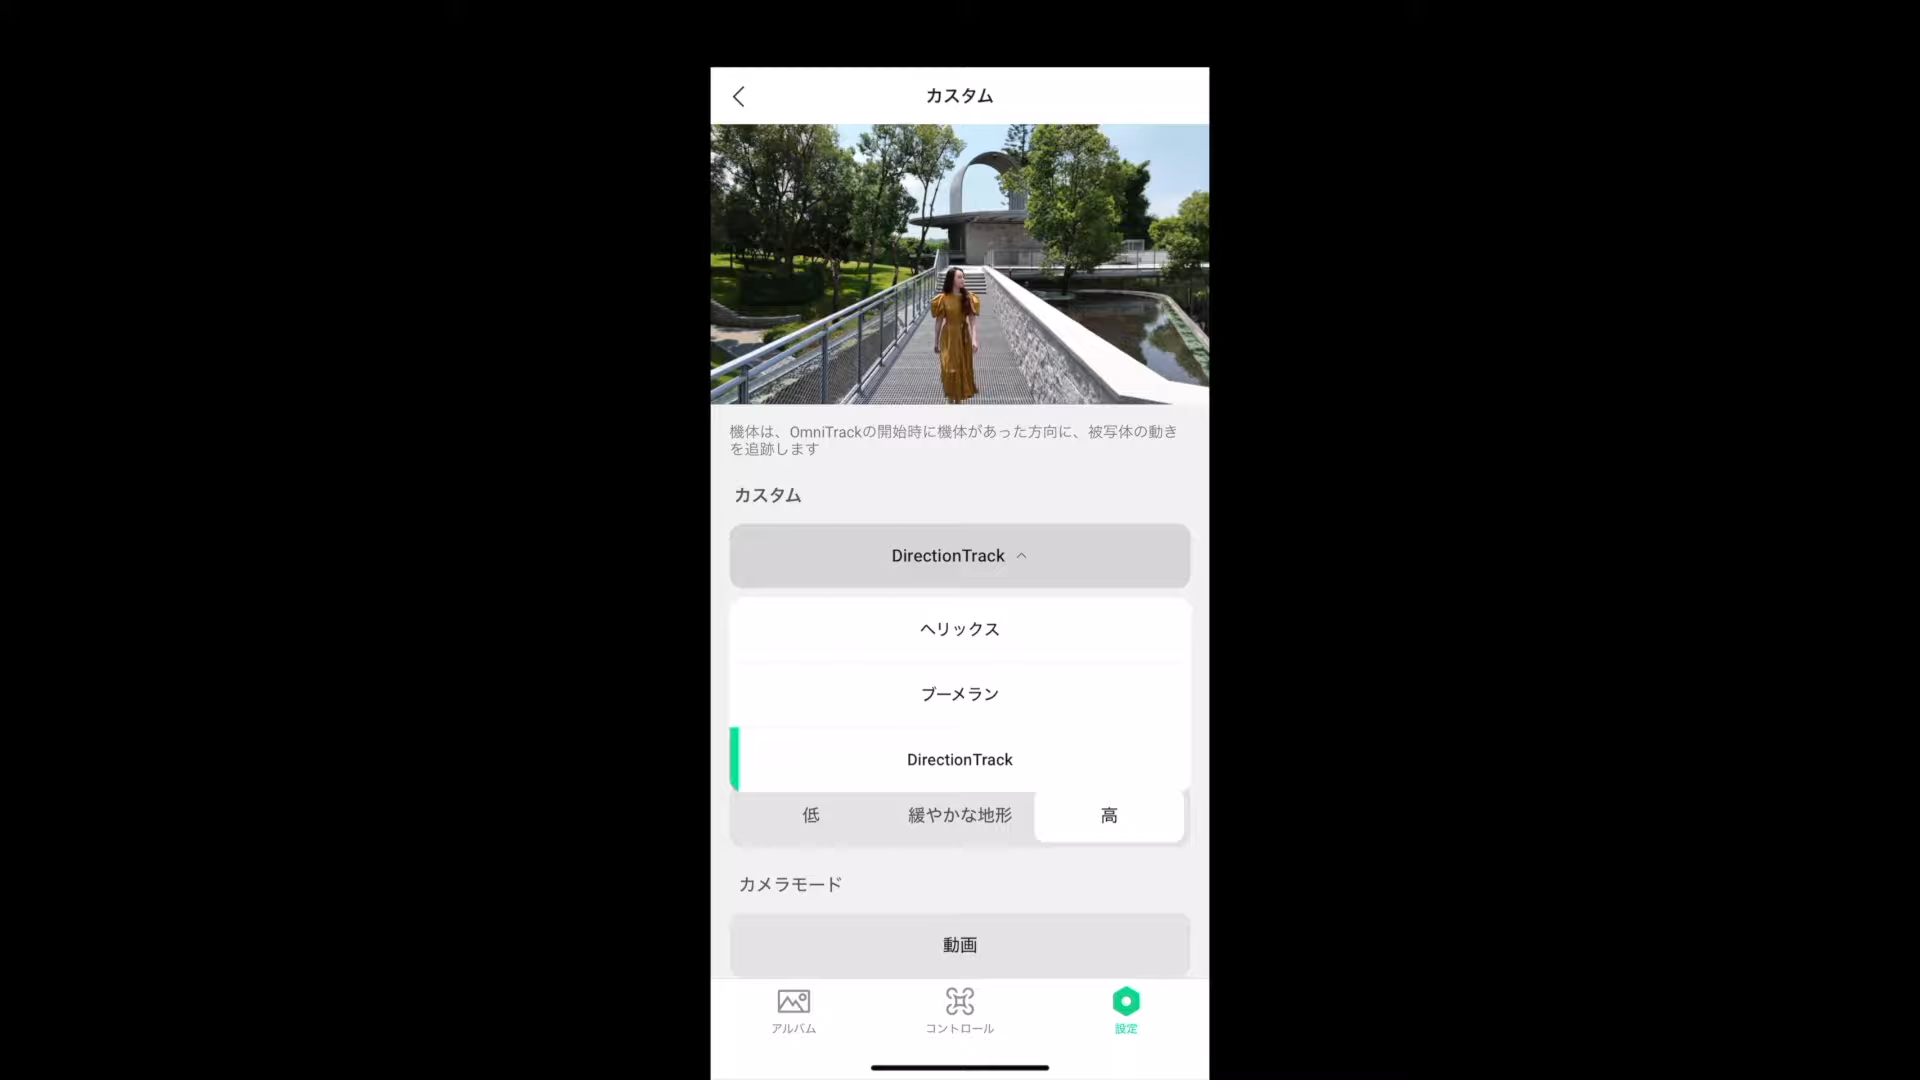 カスタム
機体は、OmniTrackの開始時に機体があった方向に、被写体の動き
を追跡します
カスタム
DirectionTrack
ヘリックス
ブーメラン
DirectionTrack
低 緩やかな地形 高
カメラモード
動画
アルバム コントロール 設定